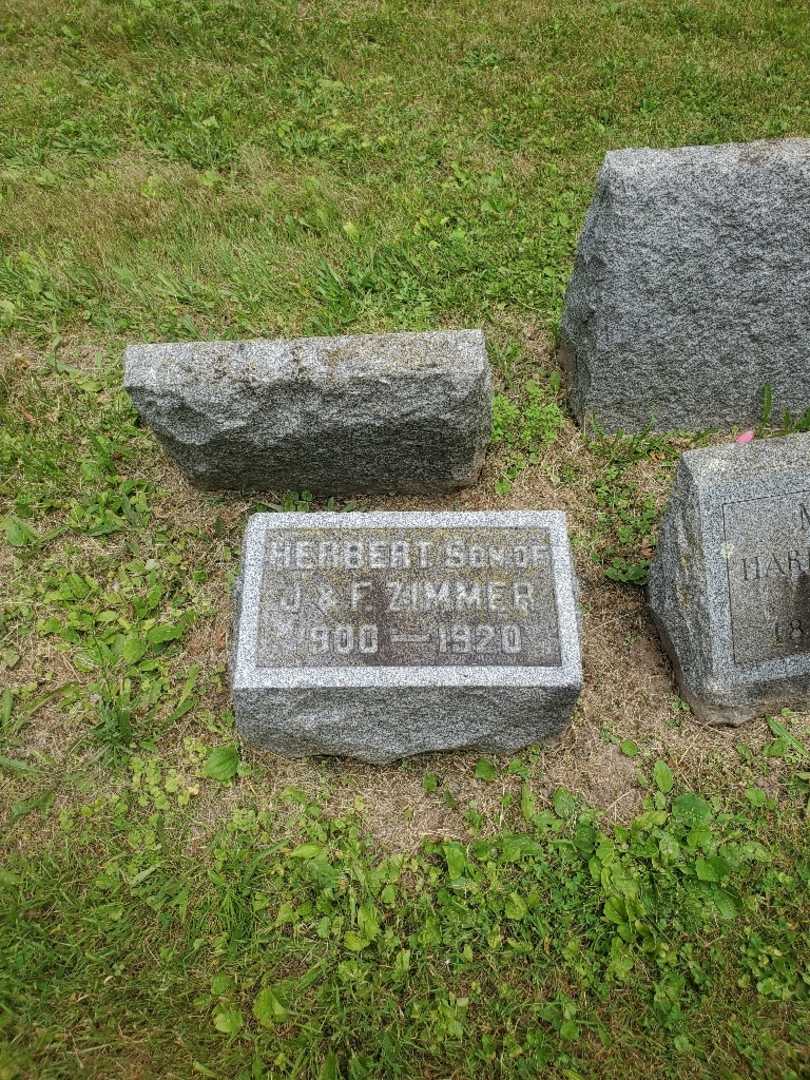 HERBERT SON OF
J & F. ZIMMER
1900 — 1920